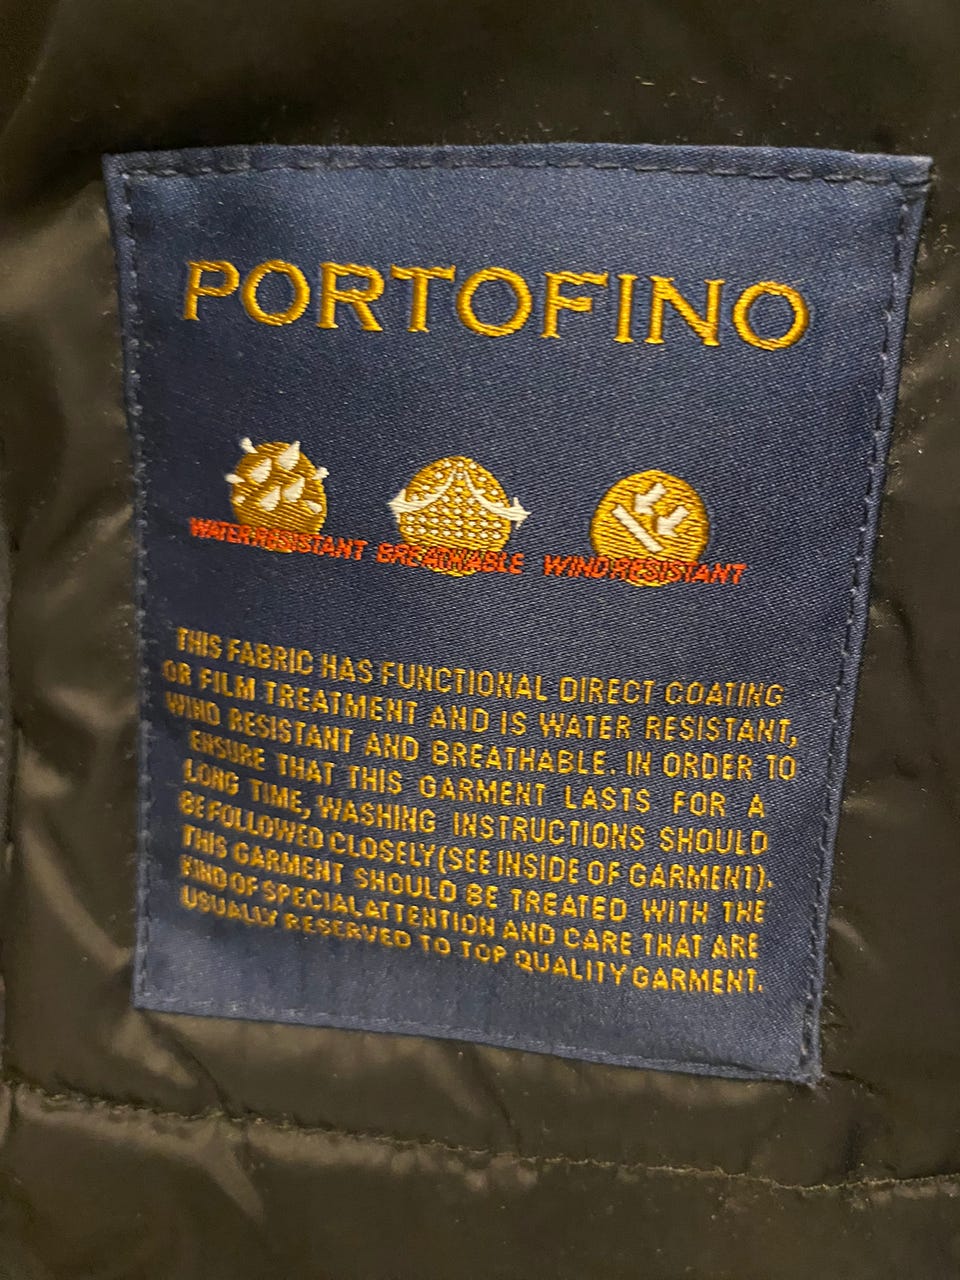 PORTOFINO
WATER RESISTANT BREATHABLE WIND RESISTANT
THIS FABRIC HAS FUNCTIONAL DIRECT COATING
OR FILM TREATMENT AND IS WATER RESISTANT,
WIND RESISTANT AND BREATHABLE. IN ORDER TO
ENSURE THAT THIS GARMENT LASTS FOR A
LONG TIME, WASHING INSTRUCTIONS SHOULD
BE FOLLOWED CLOSELY(SEE INSIDE OF GARMENT).
THIS GARMENT SHOULD BE TREATED WITH THE
KIND OF SPECIAL ATTENTION AND CARE THAT ARE
USUALLY RESERVED TO TOP QUALITY GARMENT.